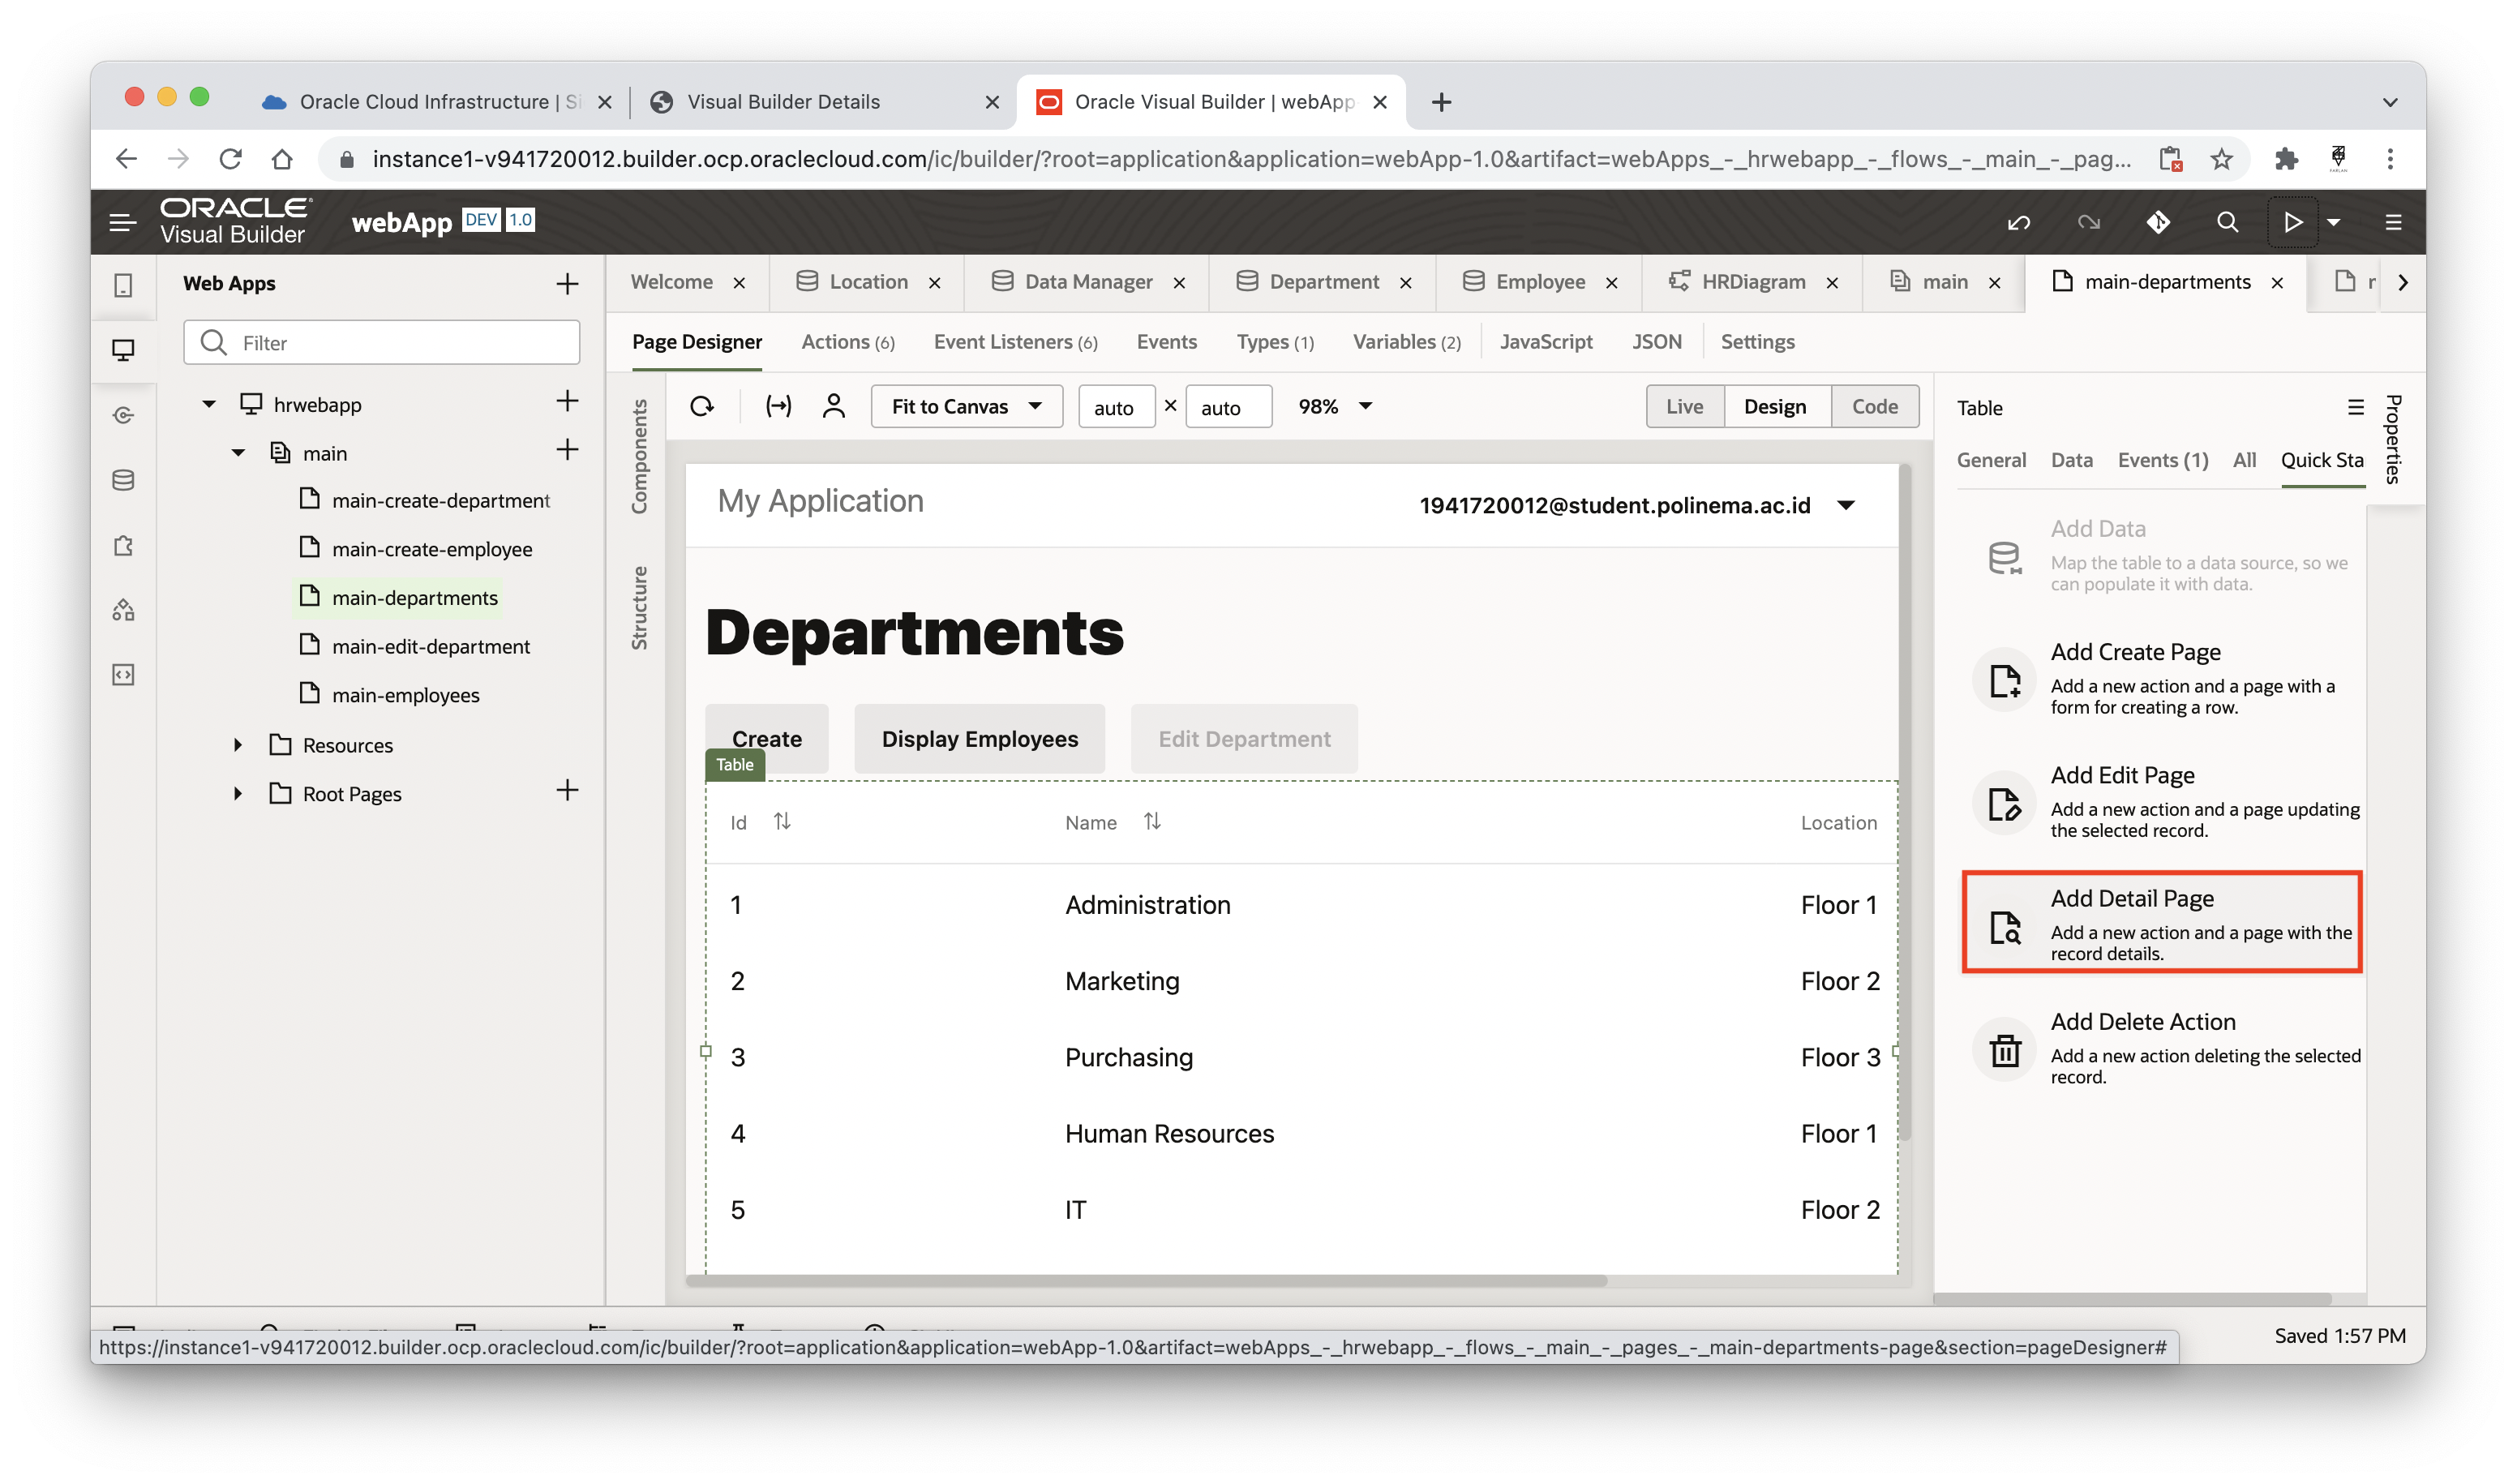 Oracle Cloud Infrastructure | Si
Visual Builder Details
Oracle Visual Builder | webApp
instance1-v941720012.builder.ocp.oraclecloud.com/ic/builder/?root=application&application=webApp-1.0&artifact=webApps_-_hrwebapp_-_flows_-_main_-_pag...
ORACLE
Visual Builder
webApp DEV 1.0
Web Apps
Filter
hrwebapp
main
main-create-department
main-create-employee
main-departments
main-edit-department
main-employees
Resources
Root Pages
Welcome
Location
Data Manager
Department
Employee
HRDiagram
main
main-departments
Page Designer
Actions (6)
Event Listeners (6)
Events
Types (1)
Variables (2)
JavaScript
JSON
Settings
Components
Structure
Fit to Canvas
auto × auto
98%
Live
Design
Code
My Application
1941720012@student.polinema.ac.id
Departments
Create
Display Employees
Edit Department
Table
Id Name Location
1 Administration Floor 1
2 Marketing Floor 2
3 Purchasing Floor 3
4 Human Resources Floor 1
5 IT Floor 2
Table
Properties
General
Data
Events (1)
All
Quick Sta
Add Data
Map the table to a data source, so we
can populate it with data.
Add Create Page
Add a new action and a page with a
form for creating a row.
Add Edit Page
Add a new action and a page updating
the selected record.
Add Detail Page
Add a new action and a page with the
record details.
Add Delete Action
Add a new action deleting the selected
record.
https://instance1-v941720012.builder.ocp.oraclecloud.com/ic/builder/?root=application&application=webApp-1.0&artifact=webApps_-_hrwebapp_-_flows_-_main_-_pages_-_main-departments-page&section=pageDesigner#
Saved 1:57 PM